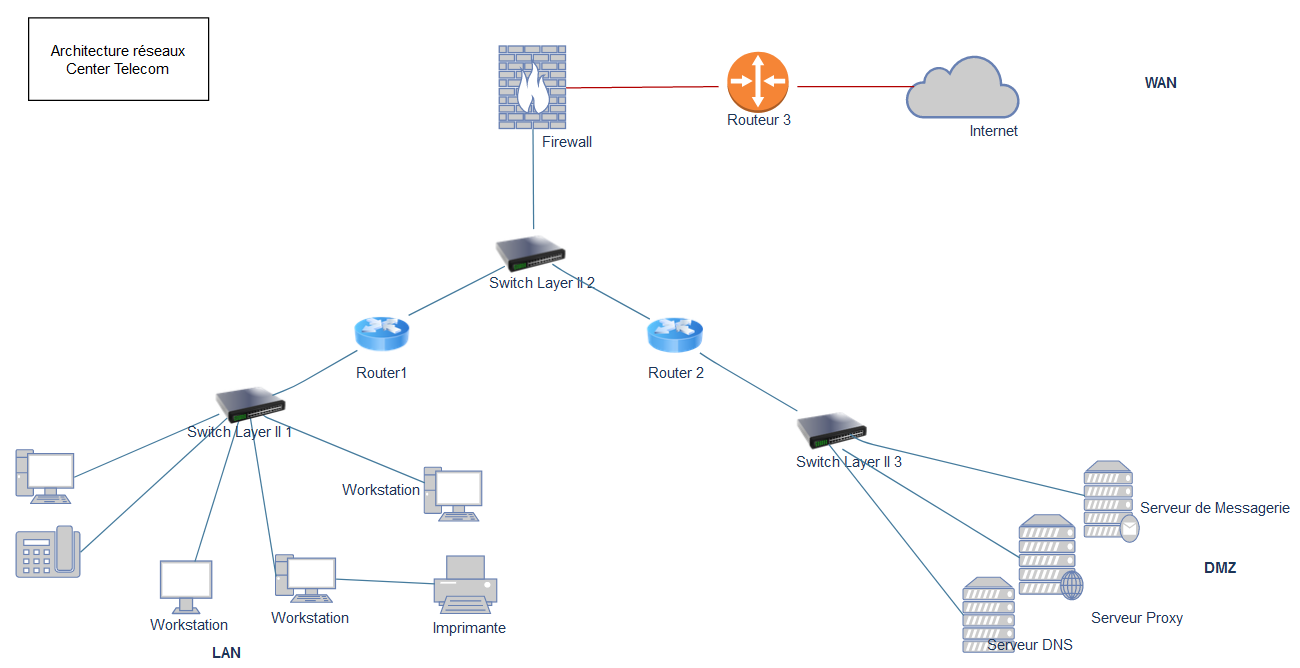 Architecture réseaux
Center Telecom
WAN
Routeur 3
Internet
Firewall
Switch Layer II 2
Router1
Router 2
Switch Layer II 1
Switch Layer II 3
Workstation
Serveur de Messagerie
DMZ
Workstation
Workstation
Imprimante
Serveur Proxy
Serveur DNS
LAN